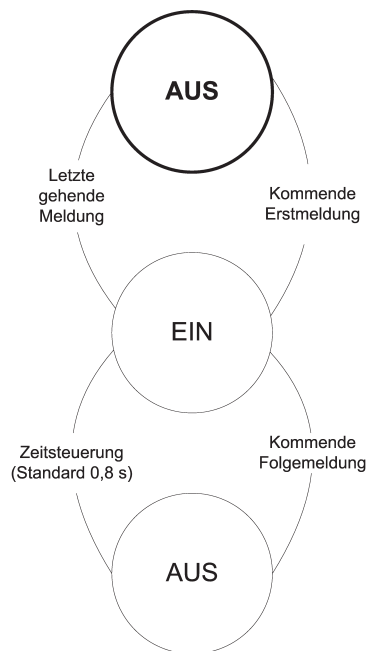 AUS
Letzte
gehende
Meldung
Kommende
Erstmeldung
EIN
Zeitsteuerung
(Standard 0,8 s)
Kommende
Folgemeldung
AUS